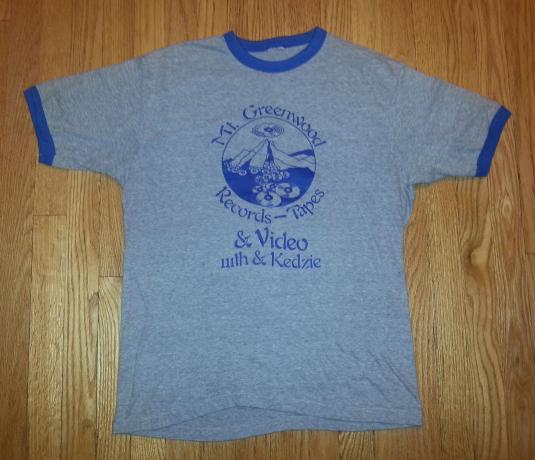 Mt. Greenwood
Records — Tapes
& Video
111th & Kedzie